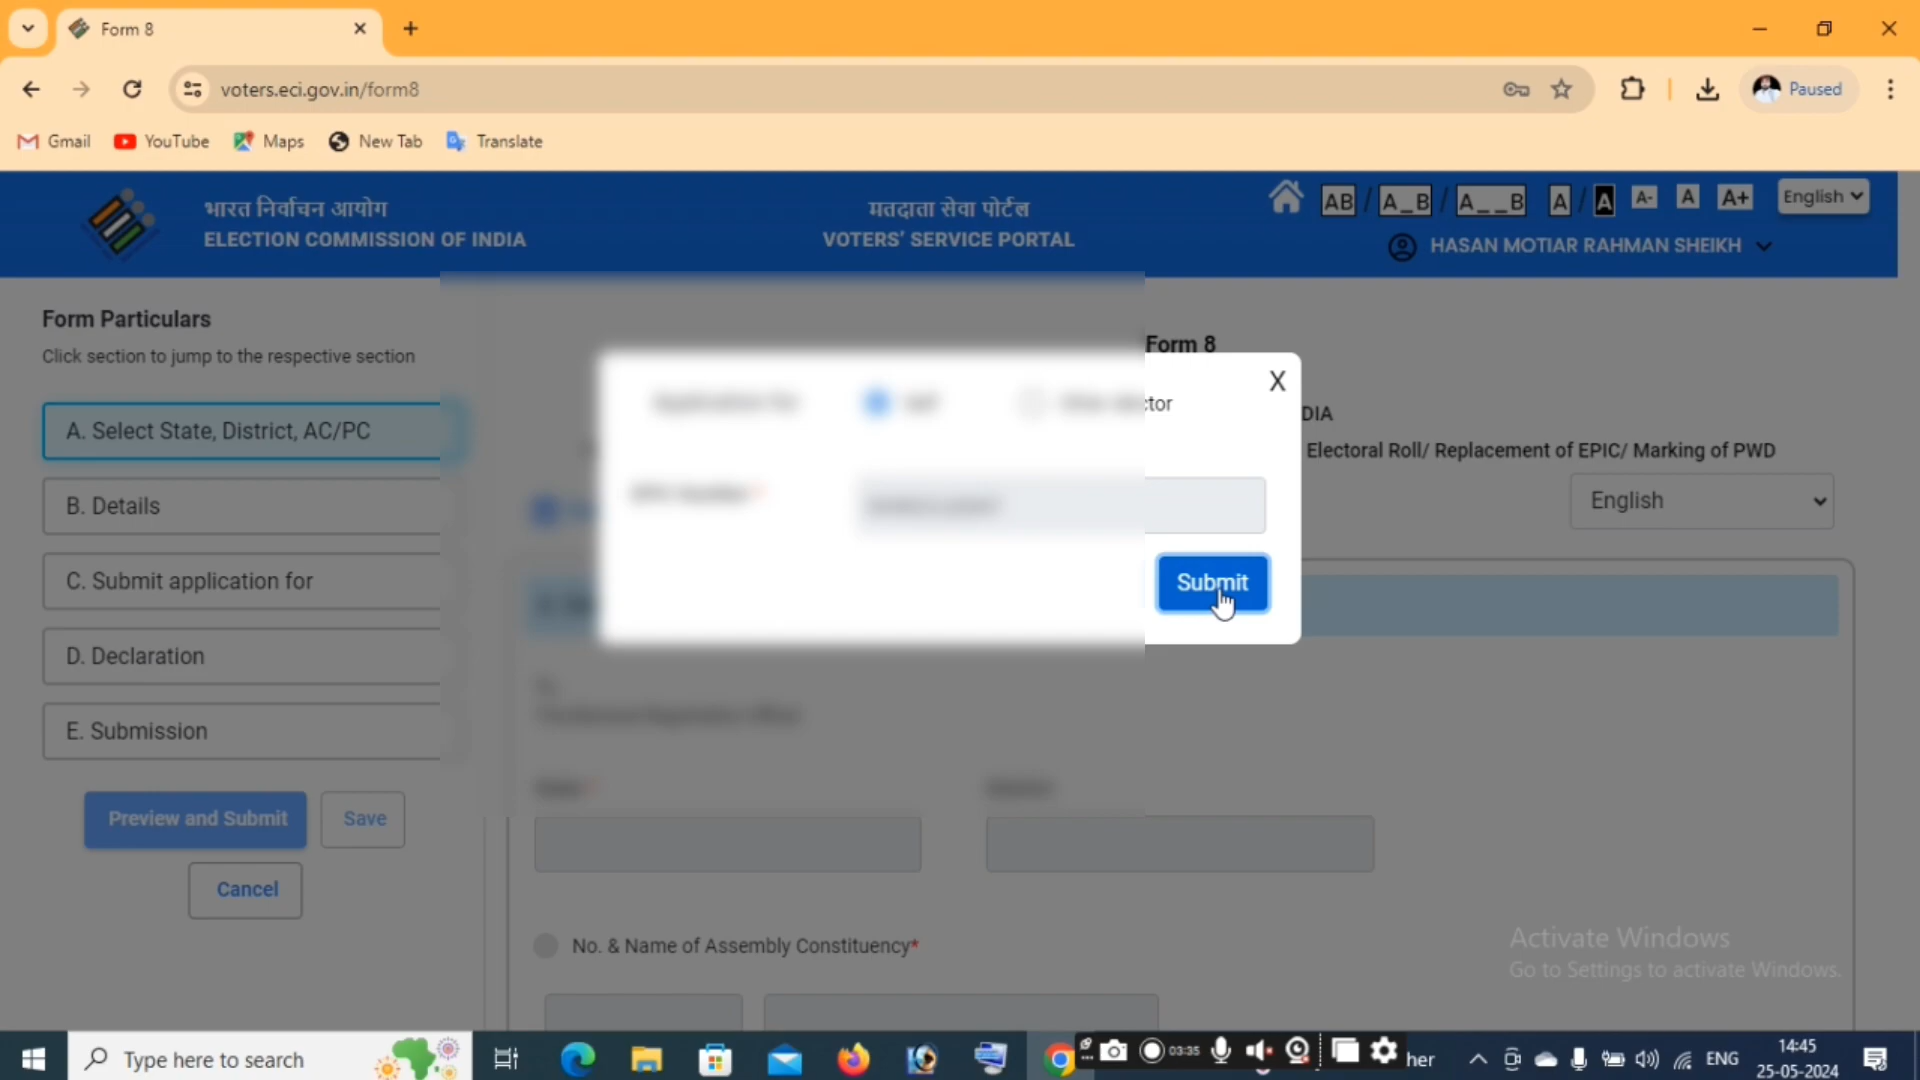 Form 8
voters.eci.gov.in/form8
Paused
Gmail
YouTube
Maps
New Tab
Translate
भारत निर्वाचन आयोग
ELECTION COMMISSION OF INDIA
मतदाता सेवा पोर्टल
VOTERS' SERVICE PORTAL
AB / A_B / A__B A / A A- A A+ English
HASAN MOTIAR RAHMAN SHEIKH
Form Particulars
Click section to jump to the respective section
A. Select State, District, AC/PC
B. Details
C. Submit application for
D. Declaration
E. Submission
Preview and Submit
Save
Cancel
Form 8
X
Submit
Electoral Roll/ Replacement of EPIC/ Marking of PWD
English
No. & Name of Assembly Constituency*
Activate Windows
Go to Settings to activate Windows.
Type here to search
03:35
ENG
14:45
25-05-2024